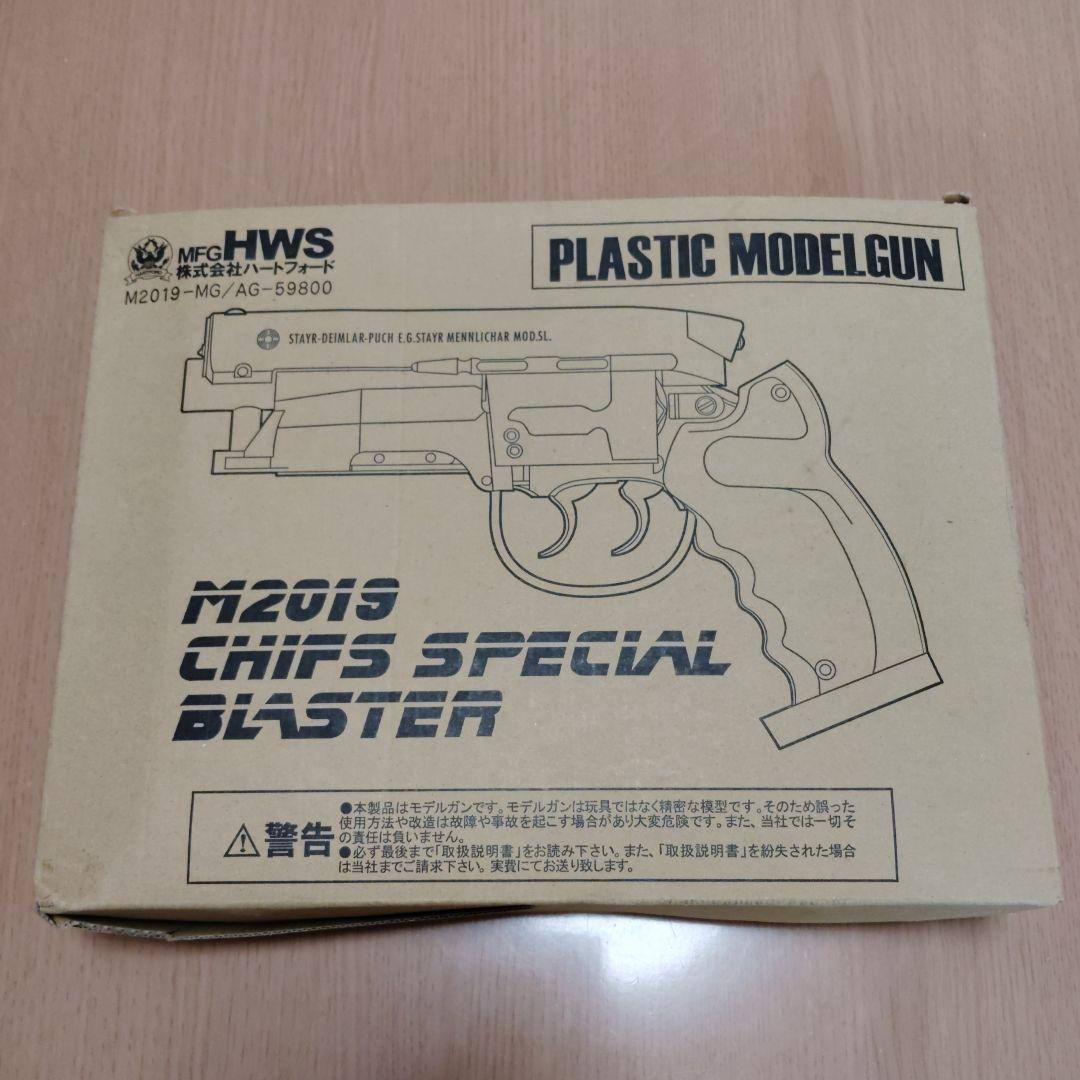 MFG HWS
株式会社ハートフォード
M2019-MG/AG-59800
PLASTIC MODELGUN
STAYR-DEIMLAR-PUCH E.G.STAYR MENNLICHAR MOD.SL.
M2019
CHIFS SPECIAL
BLASTER
警告
●本製品はモデルガンです。モデルガンは玩具ではなく精密な模型です。そのため誤った
使用方法や改造は故障や事故を起こす場合があり大変危険です。また、当社では一切そ
の責任は負いません。
●必ず最後まで「取扱説明書」をお読み下さい。また、「取扱説明書」を紛失された場合
は当社までご請求下さい。実費にてお送り致します。